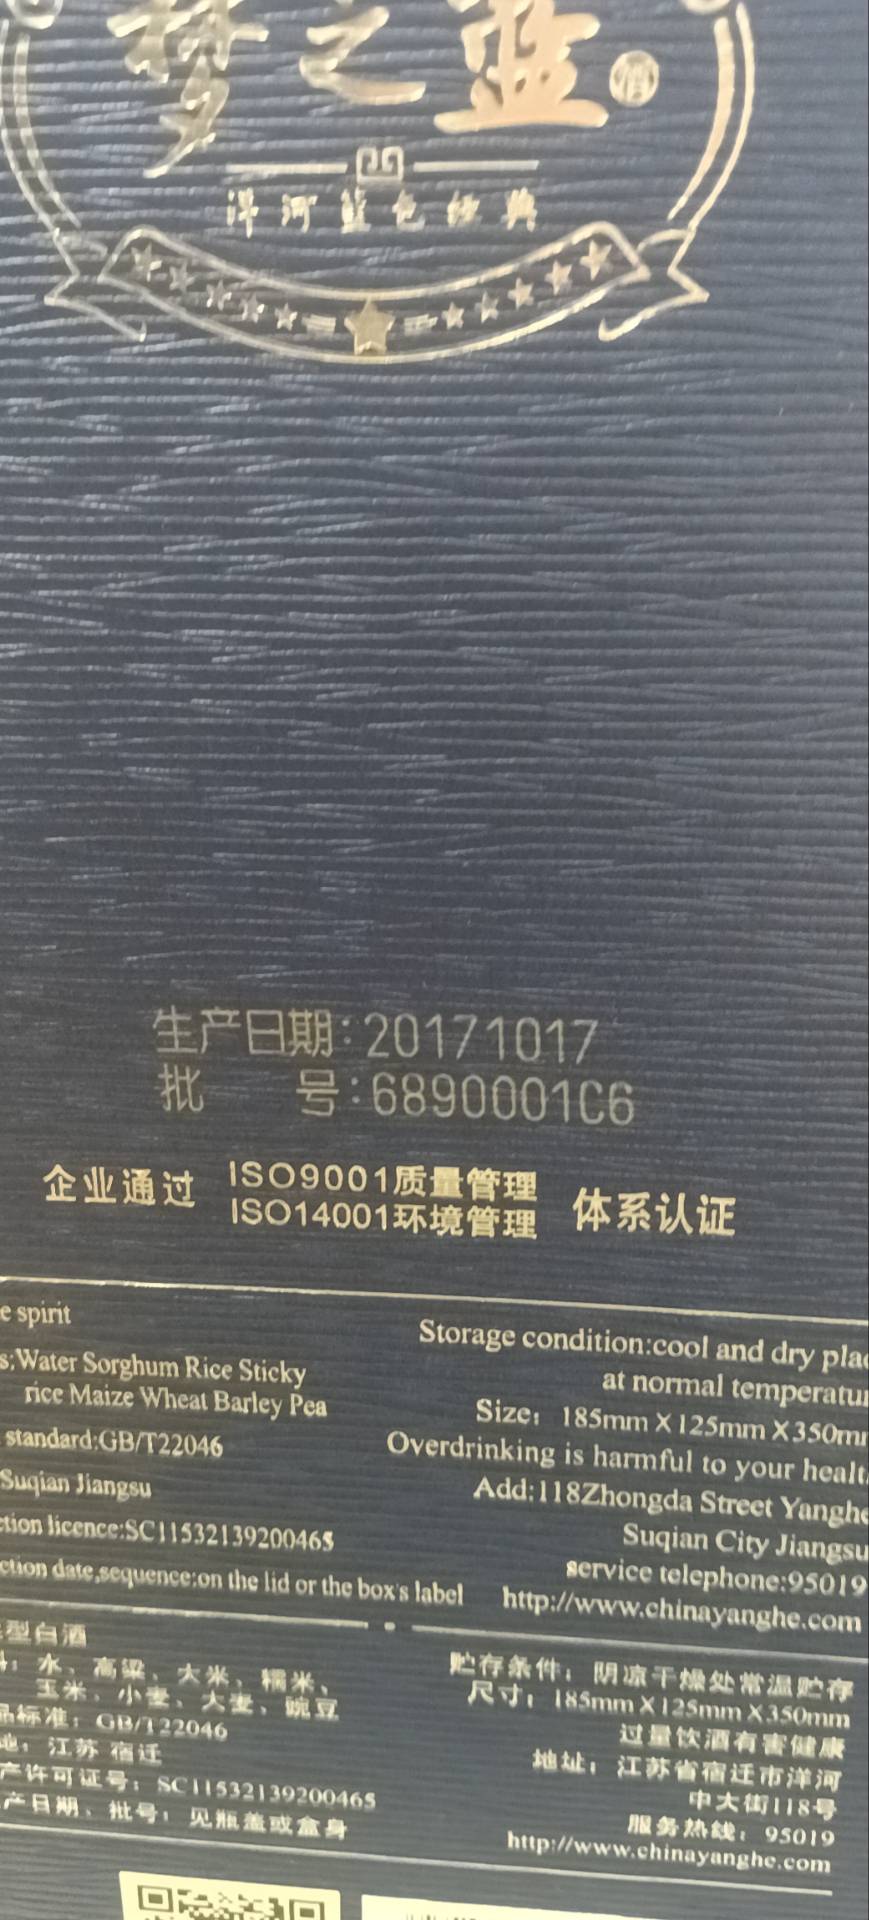 梦之蓝 酒
洋河蓝色经典
生产日期:20171017
批 号:6890001C6
企业通过 ISO9001质量管理
ISO14001环境管理 体系认证
e spirit
s:Water Sorghum Rice Sticky
rice Maize Wheat Barley Pea
standard:GB/T22046
Suqian Jiangsu
ction licence:SC11532139200465
ction date,sequence:on the lid or the box's label
Storage condition:cool and dry plac
at normal temperatur
Size: 185mm X 125mm X 350mm
Overdrinking is harmful to your healt
Add:118Zhongda Street Yanghe
Suqian City Jiangsu
service telephone:95019
http://www.chinayanghe.com
型白酒
水、高粱、大米、糯米、
玉米、小麦、大麦、豌豆
品标准: GB/T22046
地: 江苏 宿迁
产许可证号: SC11532139200465
产日期、批号: 见瓶盖或盒身
贮存条件: 阴凉干燥处常温贮存
尺寸: 185mm X 125mm X 350mm
过量饮酒有害健康
地址: 江苏省宿迁市洋河
中大街118号
服务热线: 95019
http://www.chinayanghe.com